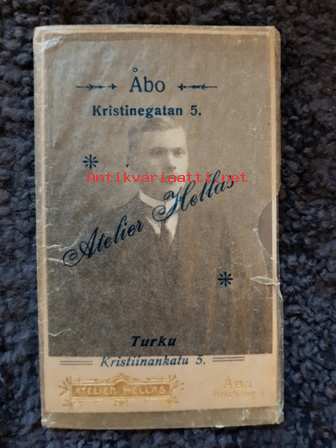 Åbo
Kristinegatan 5.
Antikvariaatti.net
Atelier Hellas
Turku
Kristiinankatu 5.
ATELIER HELLAS
ÅBO